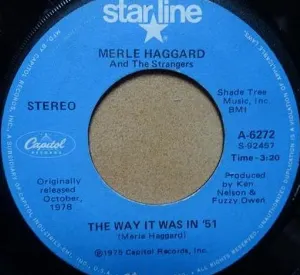 starline
MERLE HAGGARD
And The Strangers
STEREO
Shade Tree
Music, Inc.
BMI
A-6272
S-92497
Time - 3:20
Capitol
RECORDS
Originally
released
October,
1978
Produced
by Ken
Nelson &
Fuzzy Owen
THE WAY IT WAS IN '51
(Merle Haggard)
℗1975 Capitol Records, Inc.